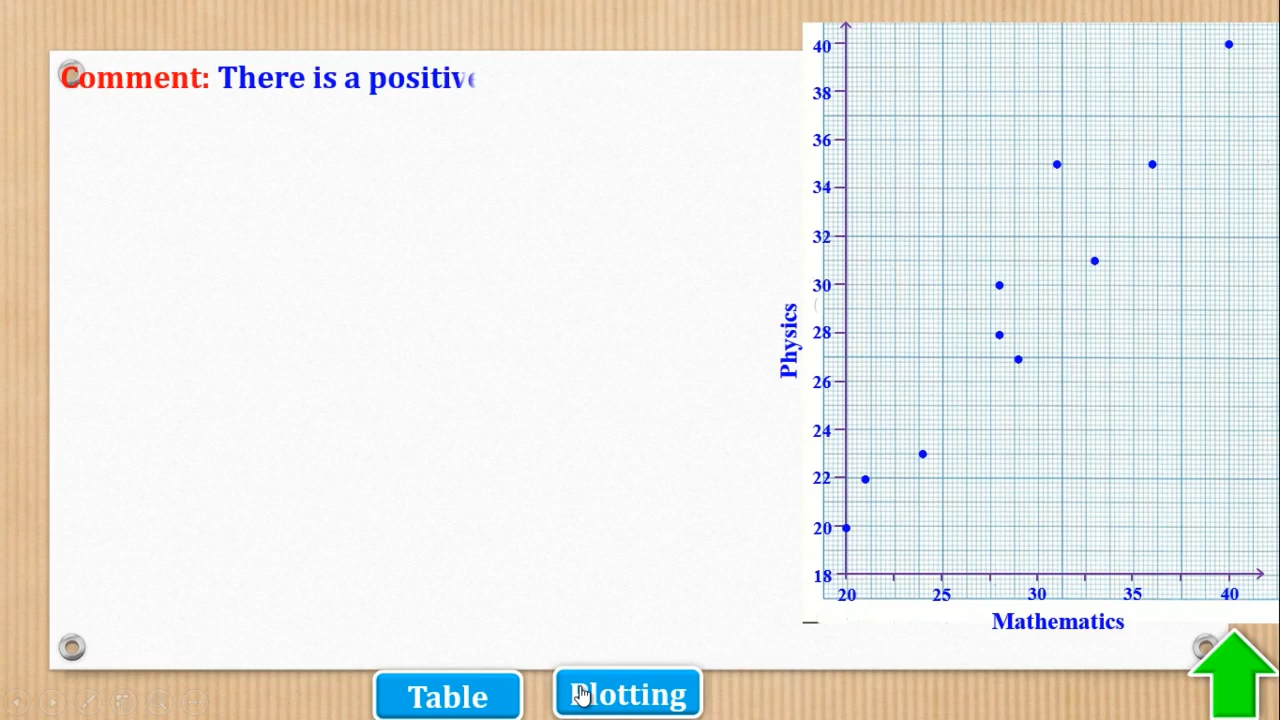 Comment: There is a positive
40
38
36
34
32
30
28
26
24
22
20
18
Physics
20 25 30 35 40
Mathematics
Table
Plotting